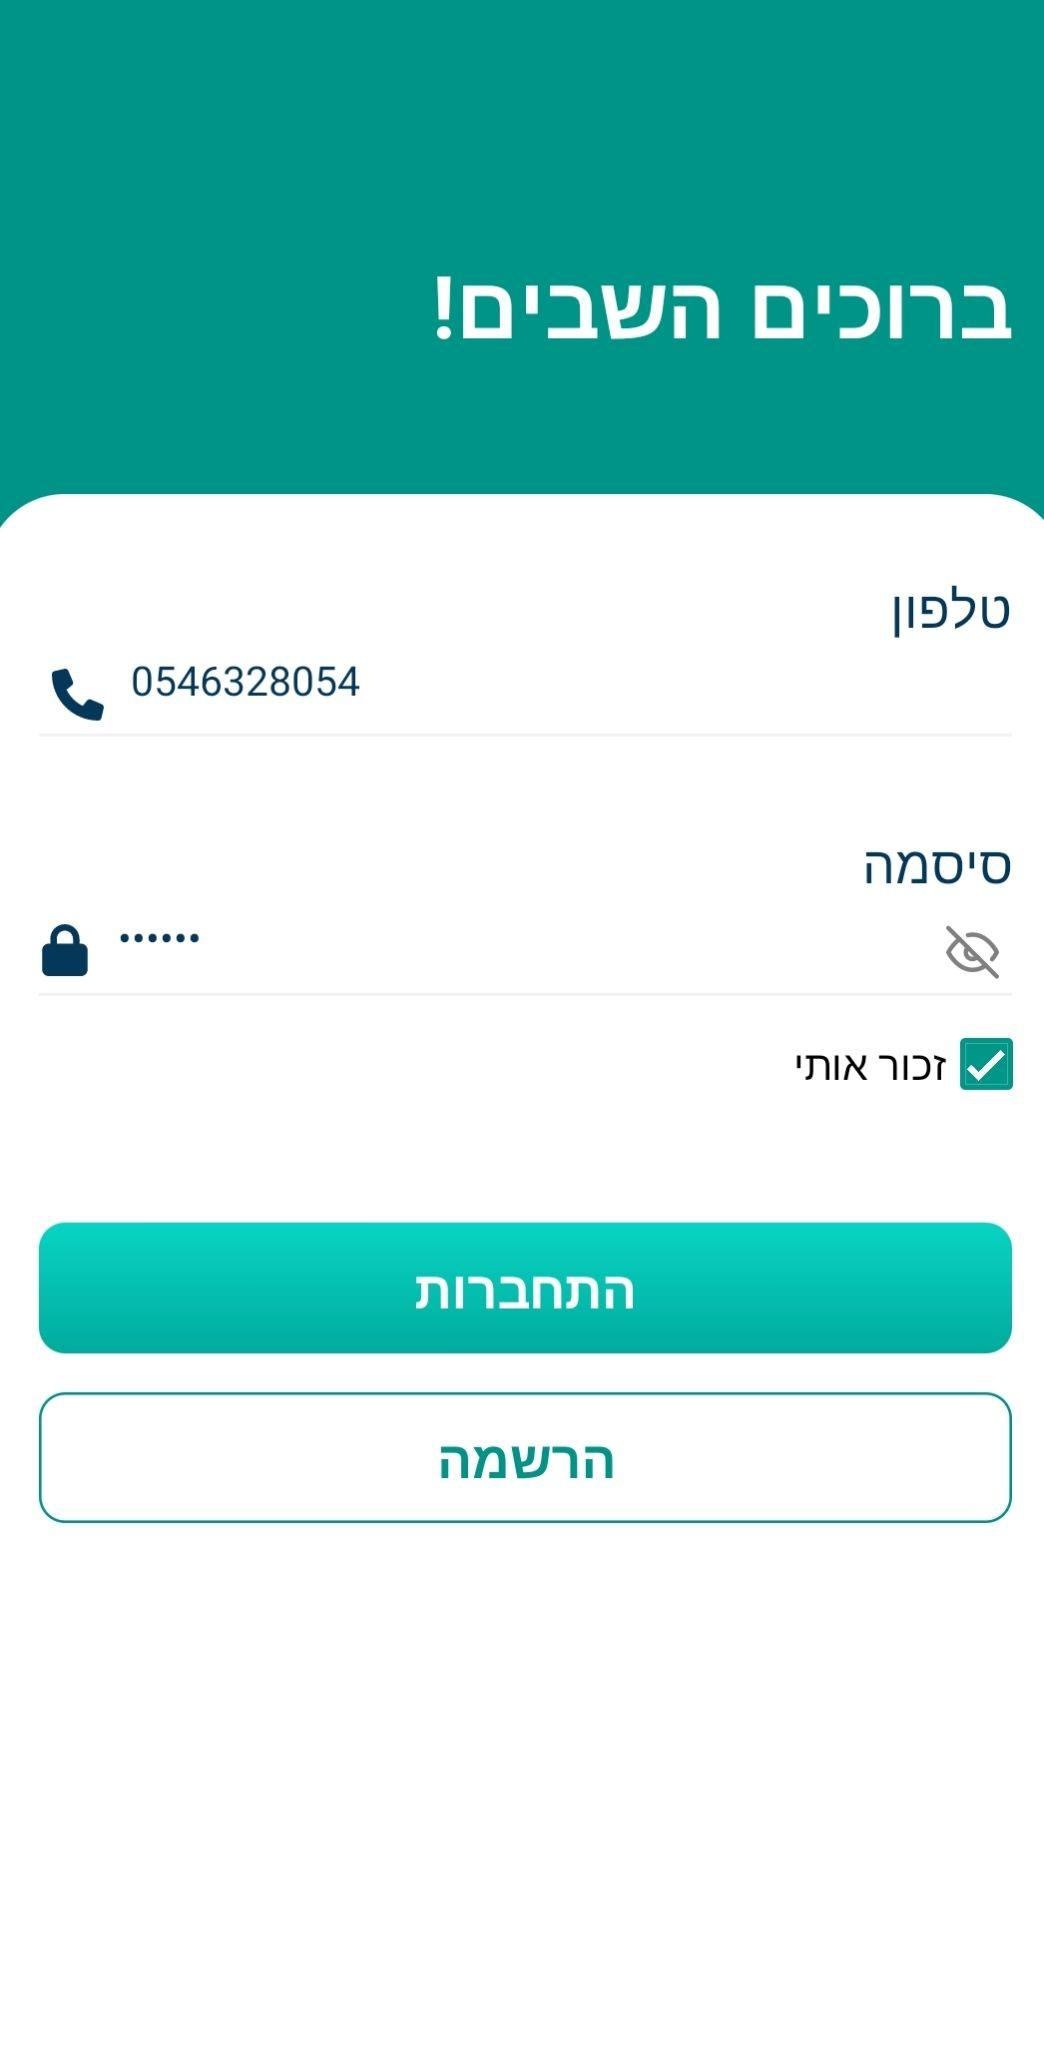 ברוכים השבים!
טלפון
0546328054
סיסמה
••••••
זכור אותי
התחברות
הרשמה